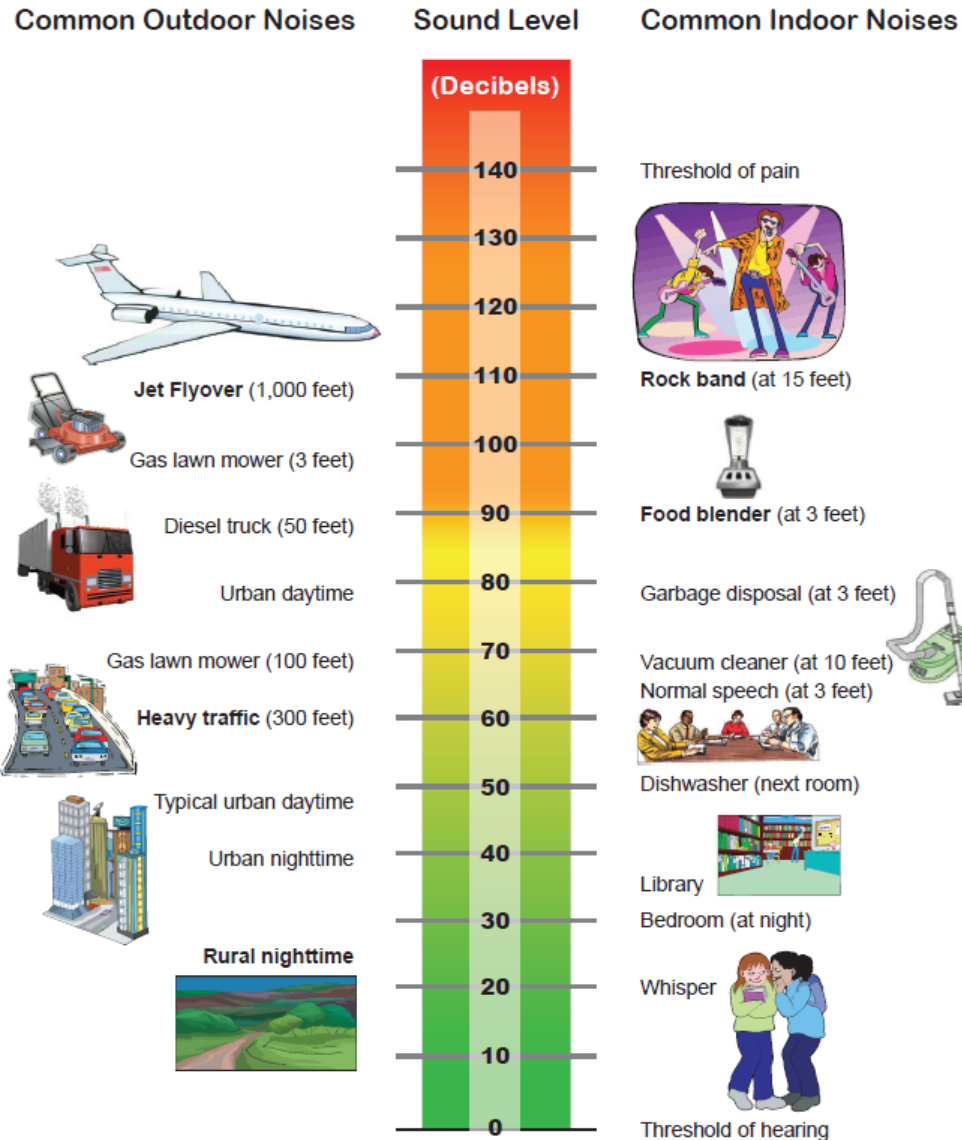 Common Outdoor Noises
Sound Level
Common Indoor Noises
(Decibels)
140
Threshold of pain
130
120
110
Jet Flyover (1,000 feet)
Rock band (at 15 feet)
100
Gas lawn mower (3 feet)
90
Food blender (at 3 feet)
Diesel truck (50 feet)
80
Urban daytime
Garbage disposal (at 3 feet)
70
Gas lawn mower (100 feet)
Vacuum cleaner (at 10 feet)
Normal speech (at 3 feet)
Heavy traffic (300 feet)
60
50
Dishwasher (next room)
Typical urban daytime
40
Urban nighttime
Library
30
Bedroom (at night)
Rural nighttime
20
Whisper
10
0
Threshold of hearing